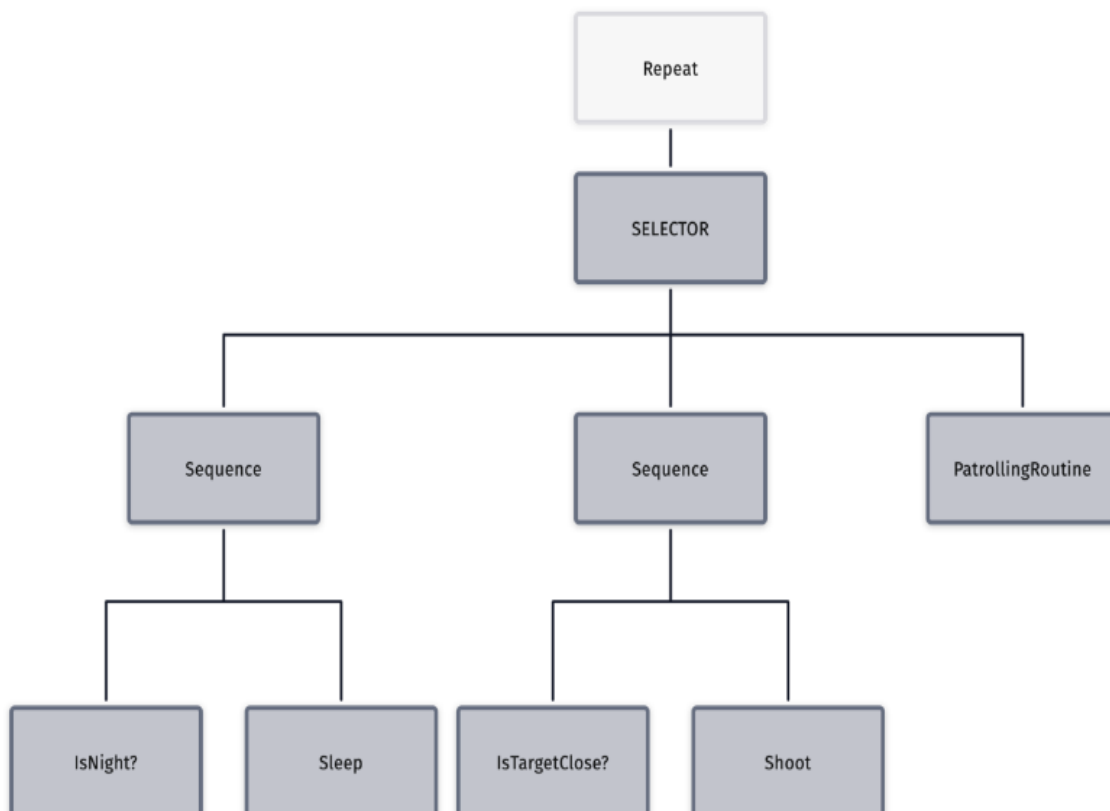 Repeat
SELECTOR
Sequence
Sequence
PatrollingRoutine
IsNight?
Sleep
IsTargetClose?
Shoot